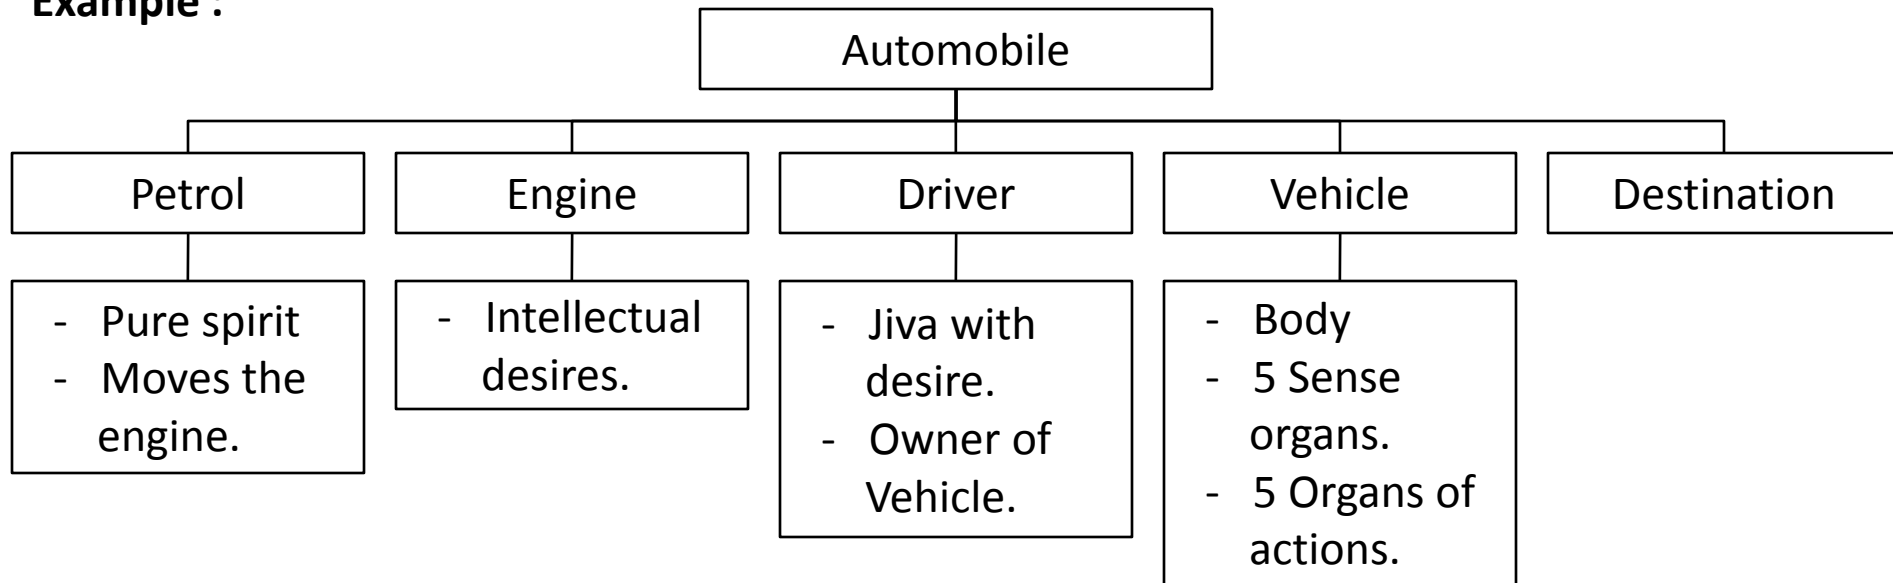 Example :
Automobile
Petrol
Engine
Driver
Vehicle
Destination
- Pure spirit
- Moves the
engine.
- Intellectual
desires.
- Jiva with
desire.
- Owner of
Vehicle.
- Body
- 5 Sense
organs.
- 5 Organs of
actions.